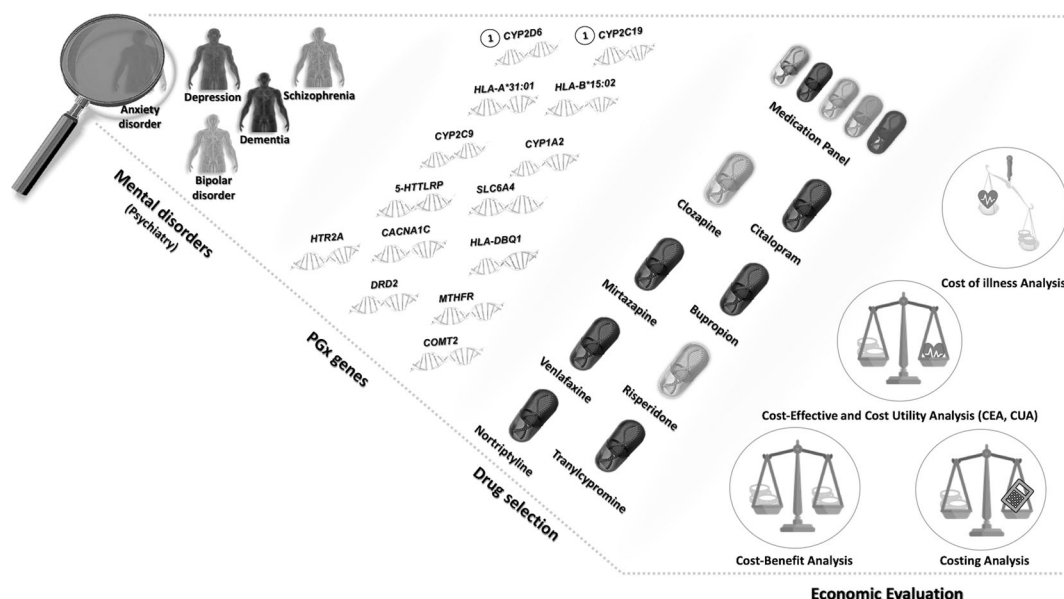 Anxiety
disorder
Depression
Schizophrenia
Dementia
Bipolar
disorder
Mental disorders
(Psychiatry)
1 CYP2D6
1 CYP2C19
HLA-A*31:01
HLA-B*15:02
CYP2C9
CYP1A2
5-HTTLRP
SLC6A4
HTR2A
CACNA1C
HLA-DBQ1
DRD2
MTHFR
COMT2
PGx genes
Medication Panel
Clozapine
Citalopram
Mirtazapine
Bupropion
Venlafaxine
Risperidone
Nortriptyline
Tranylcypromine
Drug selection
Cost of illness Analysis
Cost-Effective and Cost Utility Analysis (CEA, CUA)
Cost-Benefit Analysis
Costing Analysis
Economic Evaluation